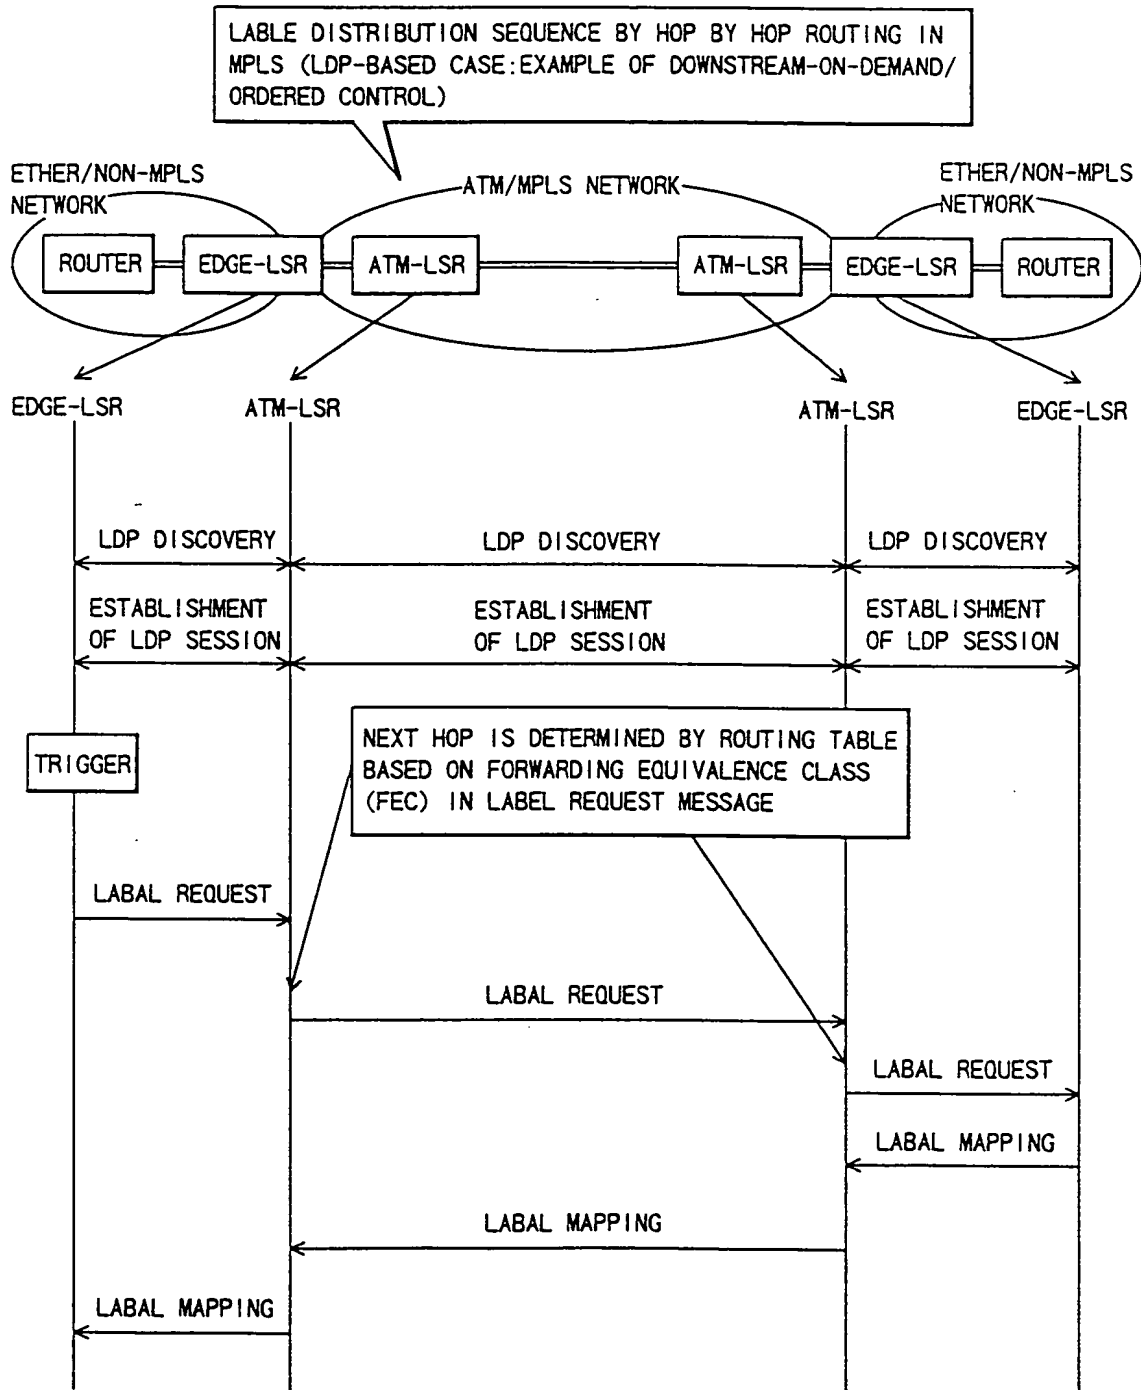 LABLE DISTRIBUTION SEQUENCE BY HOP BY HOP ROUTING IN
MPLS (LDP-BASED CASE:EXAMPLE OF DOWNSTREAM-ON-DEMAND/
ORDERED CONTROL)
ETHER/NON-MPLS
NETWORK
ATM/MPLS NETWORK
ETHER/NON-MPLS
NETWORK
ROUTER
EDGE-LSR
ATM-LSR
ATM-LSR
EDGE-LSR
ROUTER
EDGE-LSR
ATM-LSR
ATM-LSR
EDGE-LSR
LDP DISCOVERY
LDP DISCOVERY
LDP DISCOVERY
ESTABLISHMENT
OF LDP SESSION
ESTABLISHMENT
OF LDP SESSION
ESTABLISHMENT
OF LDP SESSION
TRIGGER
NEXT HOP IS DETERMINED BY ROUTING TABLE
BASED ON FORWARDING EQUIVALENCE CLASS
(FEC) IN LABEL REQUEST MESSAGE
LABAL REQUEST
LABAL REQUEST
LABAL REQUEST
LABAL MAPPING
LABAL MAPPING
LABAL MAPPING